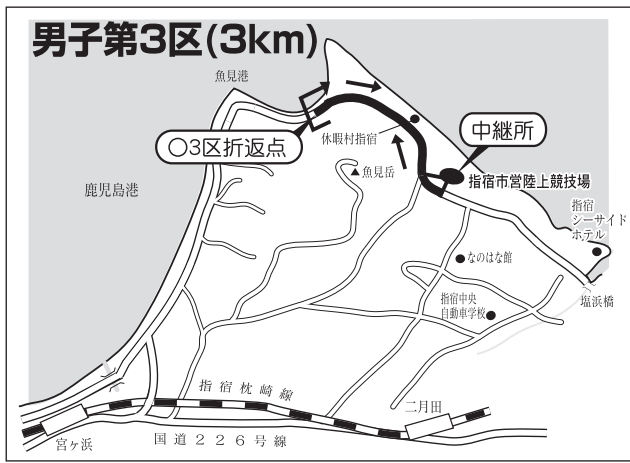 男子第3区(3km)
魚見港
○3区折返点
休暇村指宿
中継所
指宿市営陸上競技場
魚見岳
鹿児島港
指宿
シーサイド
ホテル
なのはな館
塩浜橋
指宿中央
自動車学校
指宿枕崎線
二月田
宮ヶ浜
国道226号線